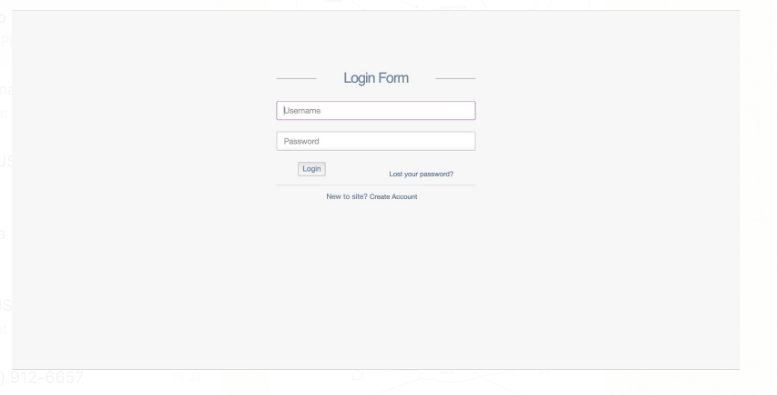 Login Form
Username
Password
Login
Lost your password?
New to site? Create Account
) 912-6657